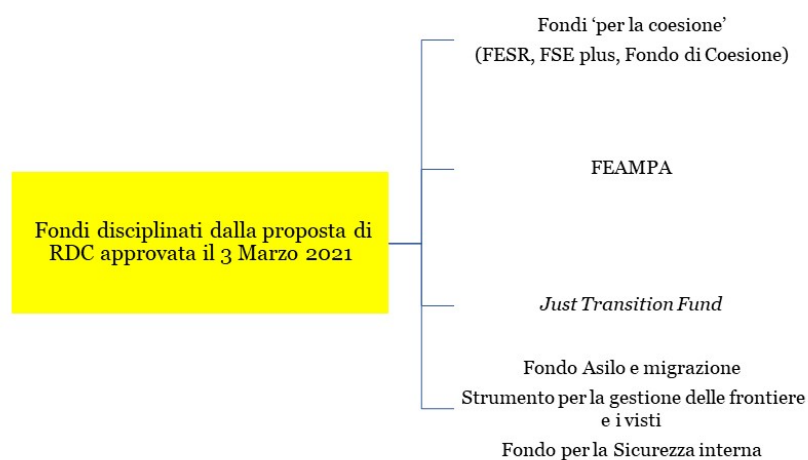 Fondi ‘per la coesione’
(FESR, FSE plus, Fondo di Coesione)
FEAMPA
Fondi disciplinati dalla proposta di
RDC approvata il 3 Marzo 2021
Just Transition Fund
Fondo Asilo e migrazione
Strumento per la gestione delle frontiere
e i visti
Fondo per la Sicurezza interna